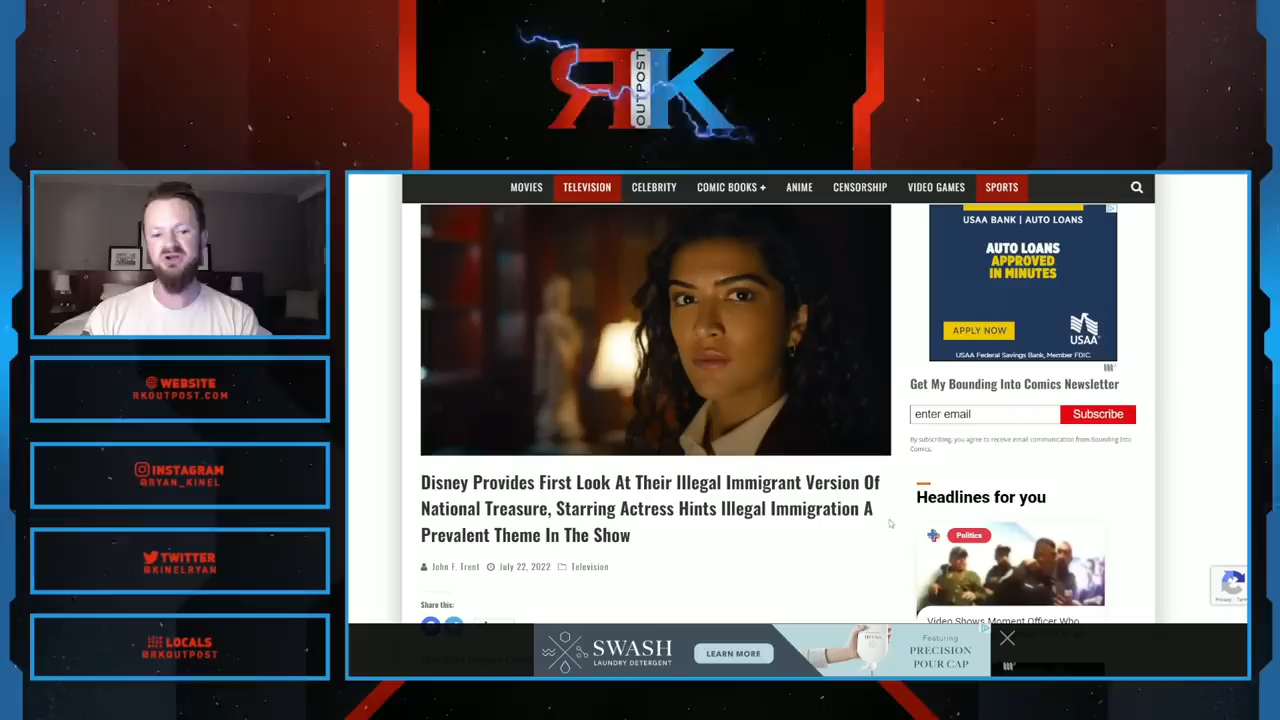 RK
OUTPOST
MOVIES TELEVISION CELEBRITY COMIC BOOKS + ANIME CENSORSHIP VIDEO GAMES SPORTS
WEBSITE
RKOUTPOST.COM
INSTAGRAM
@RYAN_KINEL
TWITTER
@KINELRYAN
LOCALS
@RKOUTPOST
Disney Provides First Look At Their Illegal Immigrant Version Of
National Treasure, Starring Actress Hints Illegal Immigration A
Prevalent Theme In The Show
John F. Trent July 22, 2022 Television
Share this:
USAA BANK | AUTO LOANS
AUTO LOANS
APPROVED
IN MINUTES
APPLY NOW
USAA
USAA Federal Savings Bank, Member FDIC.
Get My Bounding Into Comics Newsletter
enter email Subscribe
By subscribing, you agree to receive email communication from Bounding Into
Comics.
Headlines for you
Politics
Video Shows Moment Officer Who
Privacy
SWASH
LAUNDRY DETERGENT
LEARN MORE
Featuring
PRECISION
POUR CAP